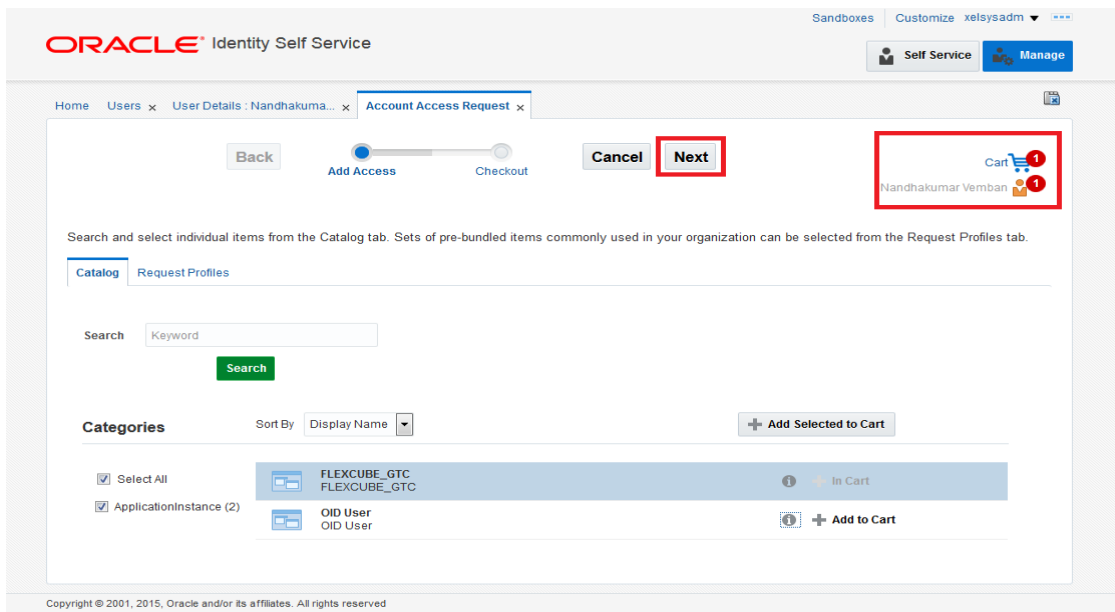 Sandboxes Customize xelsysadm
ORACLE Identity Self Service
Self Service Manage
Home Users x User Details : Nandhakuma... x Account Access Request x
Back Add Access Checkout Cancel Next
Cart 1
Nandhakumar Vemban 1
Search and select individual items from the Catalog tab. Sets of pre-bundled items commonly used in your organization can be selected from the Request Profiles tab.
Catalog Request Profiles
Search Keyword
Search
Categories Sort By Display Name Add Selected to Cart
Select All
ApplicationInstance (2)
FLEXCUBE_GTC
FLEXCUBE_GTC
In Cart
OID User
OID User
Add to Cart
Copyright © 2001, 2015, Oracle and/or its affiliates. All rights reserved